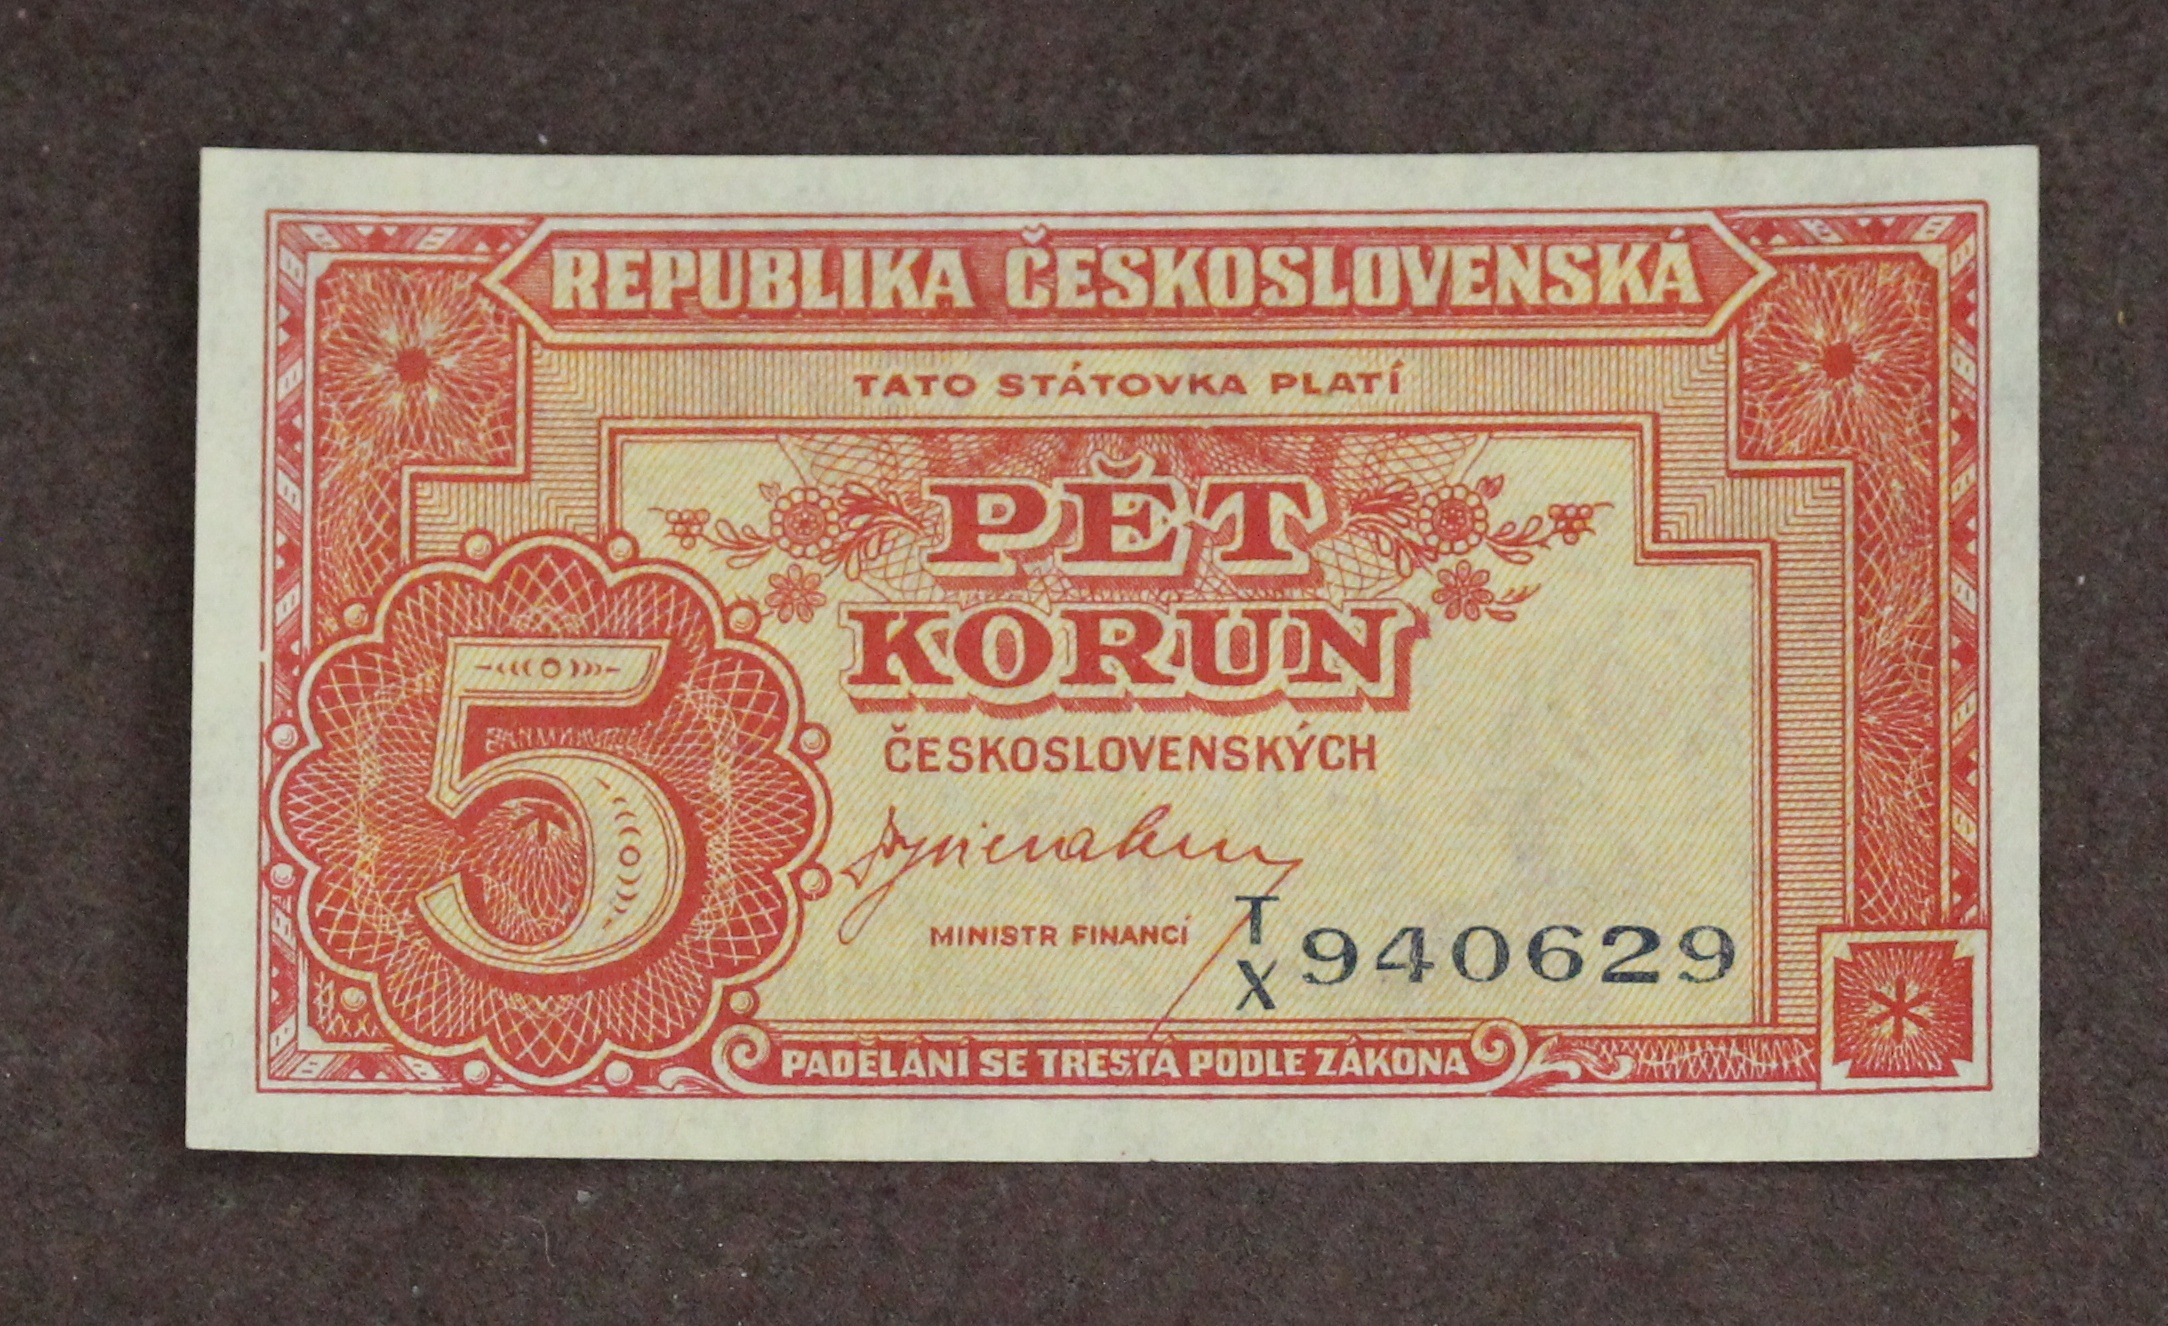 REPUBLIKA ČESKOSLOVENSKÁ
TATO STÁTOVKA PLATÍ
PĚT
KORUN
5
ČESKOSLOVENSKÝCH
MINISTR FINANCÍ
T
X 940629
PADĚLÁNÍ SE TRESTÁ PODLE ZÁKONA